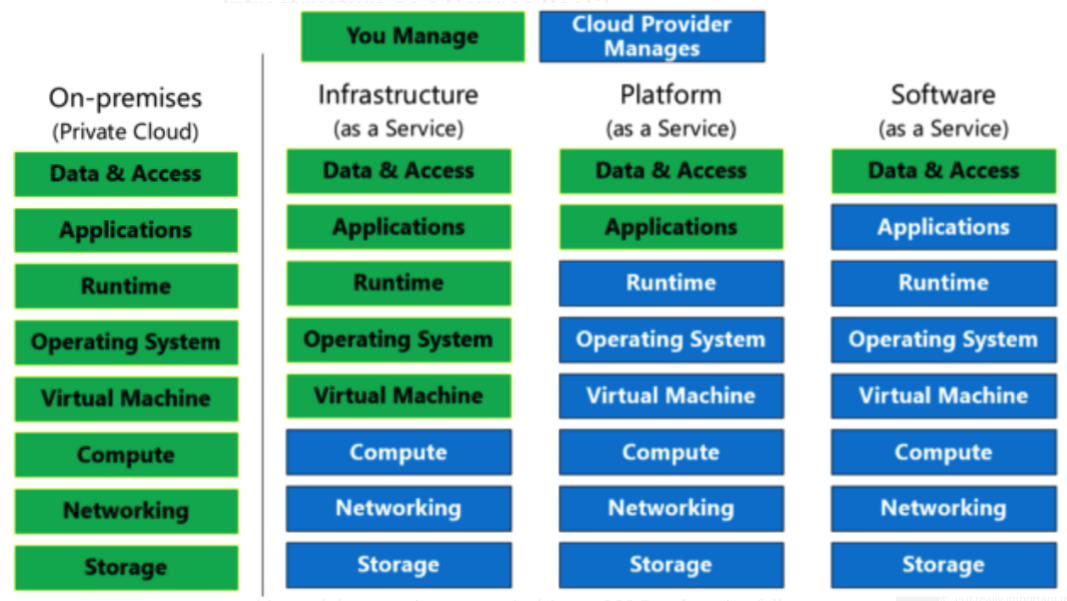 You Manage
Cloud Provider
Manages
On-premises
(Private Cloud)
Data & Access
Applications
Runtime
Operating System
Virtual Machine
Compute
Networking
Storage
Infrastructure
(as a Service)
Data & Access
Applications
Runtime
Operating System
Virtual Machine
Compute
Networking
Storage
Platform
(as a Service)
Data & Access
Applications
Runtime
Operating System
Virtual Machine
Compute
Networking
Storage
Software
(as a Service)
Data & Access
Applications
Runtime
Operating System
Virtual Machine
Compute
Networking
Storage